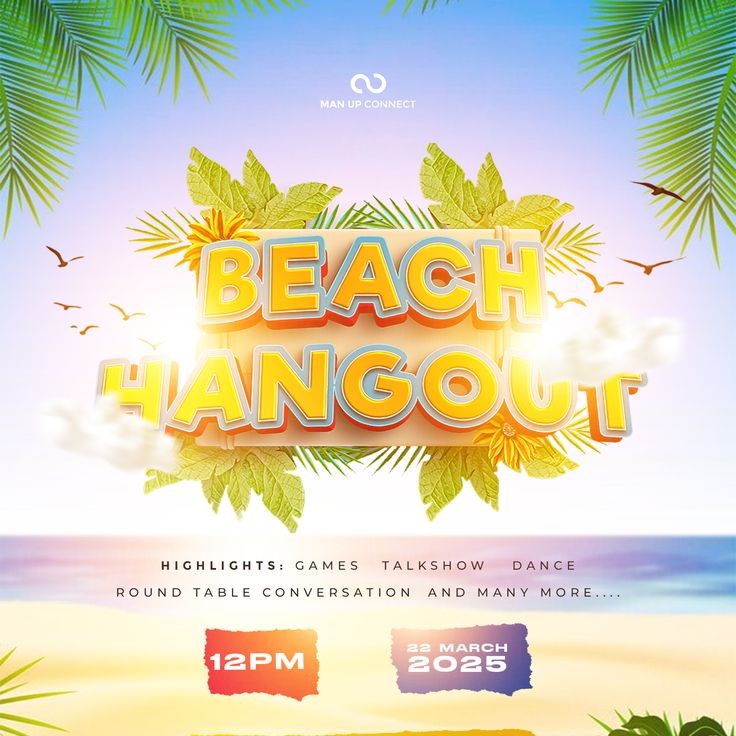 MAN UP CONNECT
BEACH
HANGOUT
HIGHLIGHTS: GAMES TALKSHOW DANCE
ROUND TABLE CONVERSATION AND MANY MORE....
12PM
22 MARCH
2025